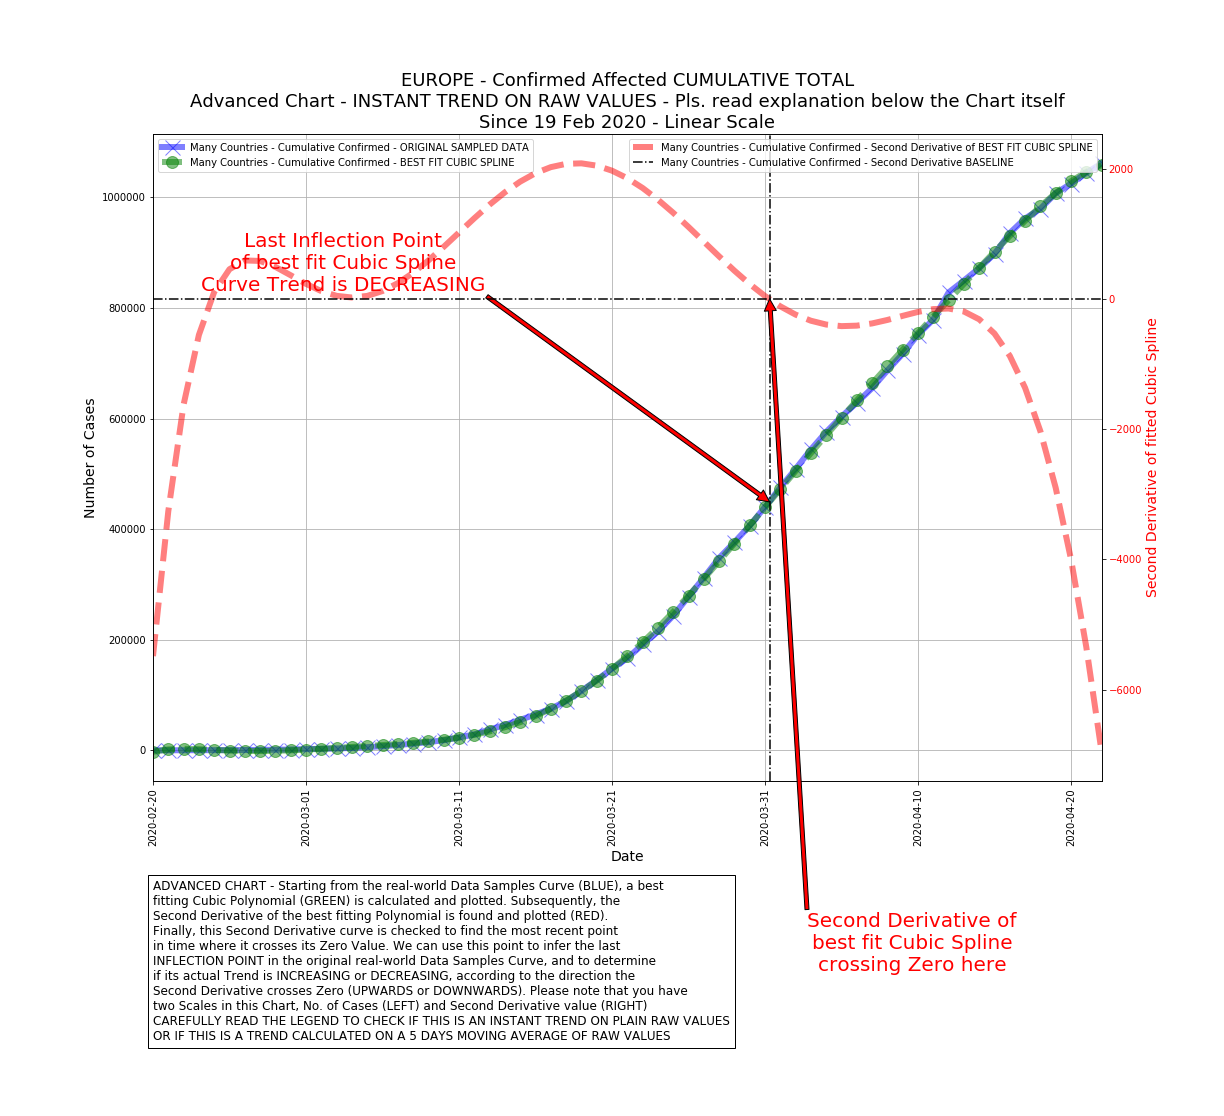 EUROPE - Confirmed Affected CUMULATIVE TOTAL
Advanced Chart - INSTANT TREND ON RAW VALUES - Pls. read explanation below the Chart itself
Since 19 Feb 2020 - Linear Scale
Many Countries - Cumulative Confirmed - ORIGINAL SAMPLED DATA
Many Countries - Cumulative Confirmed - BEST FIT CUBIC SPLINE
Many Countries - Cumulative Confirmed - Second Derivative of BEST FIT CUBIC SPLINE
Many Countries - Cumulative Confirmed - Second Derivative BASELINE
Last Inflection Point
of best fit Cubic Spline
Curve Trend is DECREASING
Number of Cases
1000000
800000
600000
400000
200000
0
2000
0
−2000
−4000
−6000
Second Derivative of fitted Cubic Spline
2020-02-20
2020-03-01
2020-03-11
2020-03-21
2020-03-31
2020-04-10
2020-04-20
Date
ADVANCED CHART - Starting from the real-world Data Samples Curve (BLUE), a best
fitting Cubic Polynomial (GREEN) is calculated and plotted. Subsequently, the
Second Derivative of the best fitting Polynomial is found and plotted (RED).
Finally, this Second Derivative curve is checked to find the most recent point
in time where it crosses its Zero Value. We can use this point to infer the last
INFLECTION POINT in the original real-world Data Samples Curve, and to determine
if its actual Trend is INCREASING or DECREASING, according to the direction the
Second Derivative crosses Zero (UPWARDS or DOWNWARDS). Please note that you have
two Scales in this Chart, No. of Cases (LEFT) and Second Derivative value (RIGHT)
CAREFULLY READ THE LEGEND TO CHECK IF THIS IS AN INSTANT TREND ON PLAIN RAW VALUES
OR IF THIS IS A TREND CALCULATED ON A 5 DAYS MOVING AVERAGE OF RAW VALUES
Second Derivative of
best fit Cubic Spline
crossing Zero here